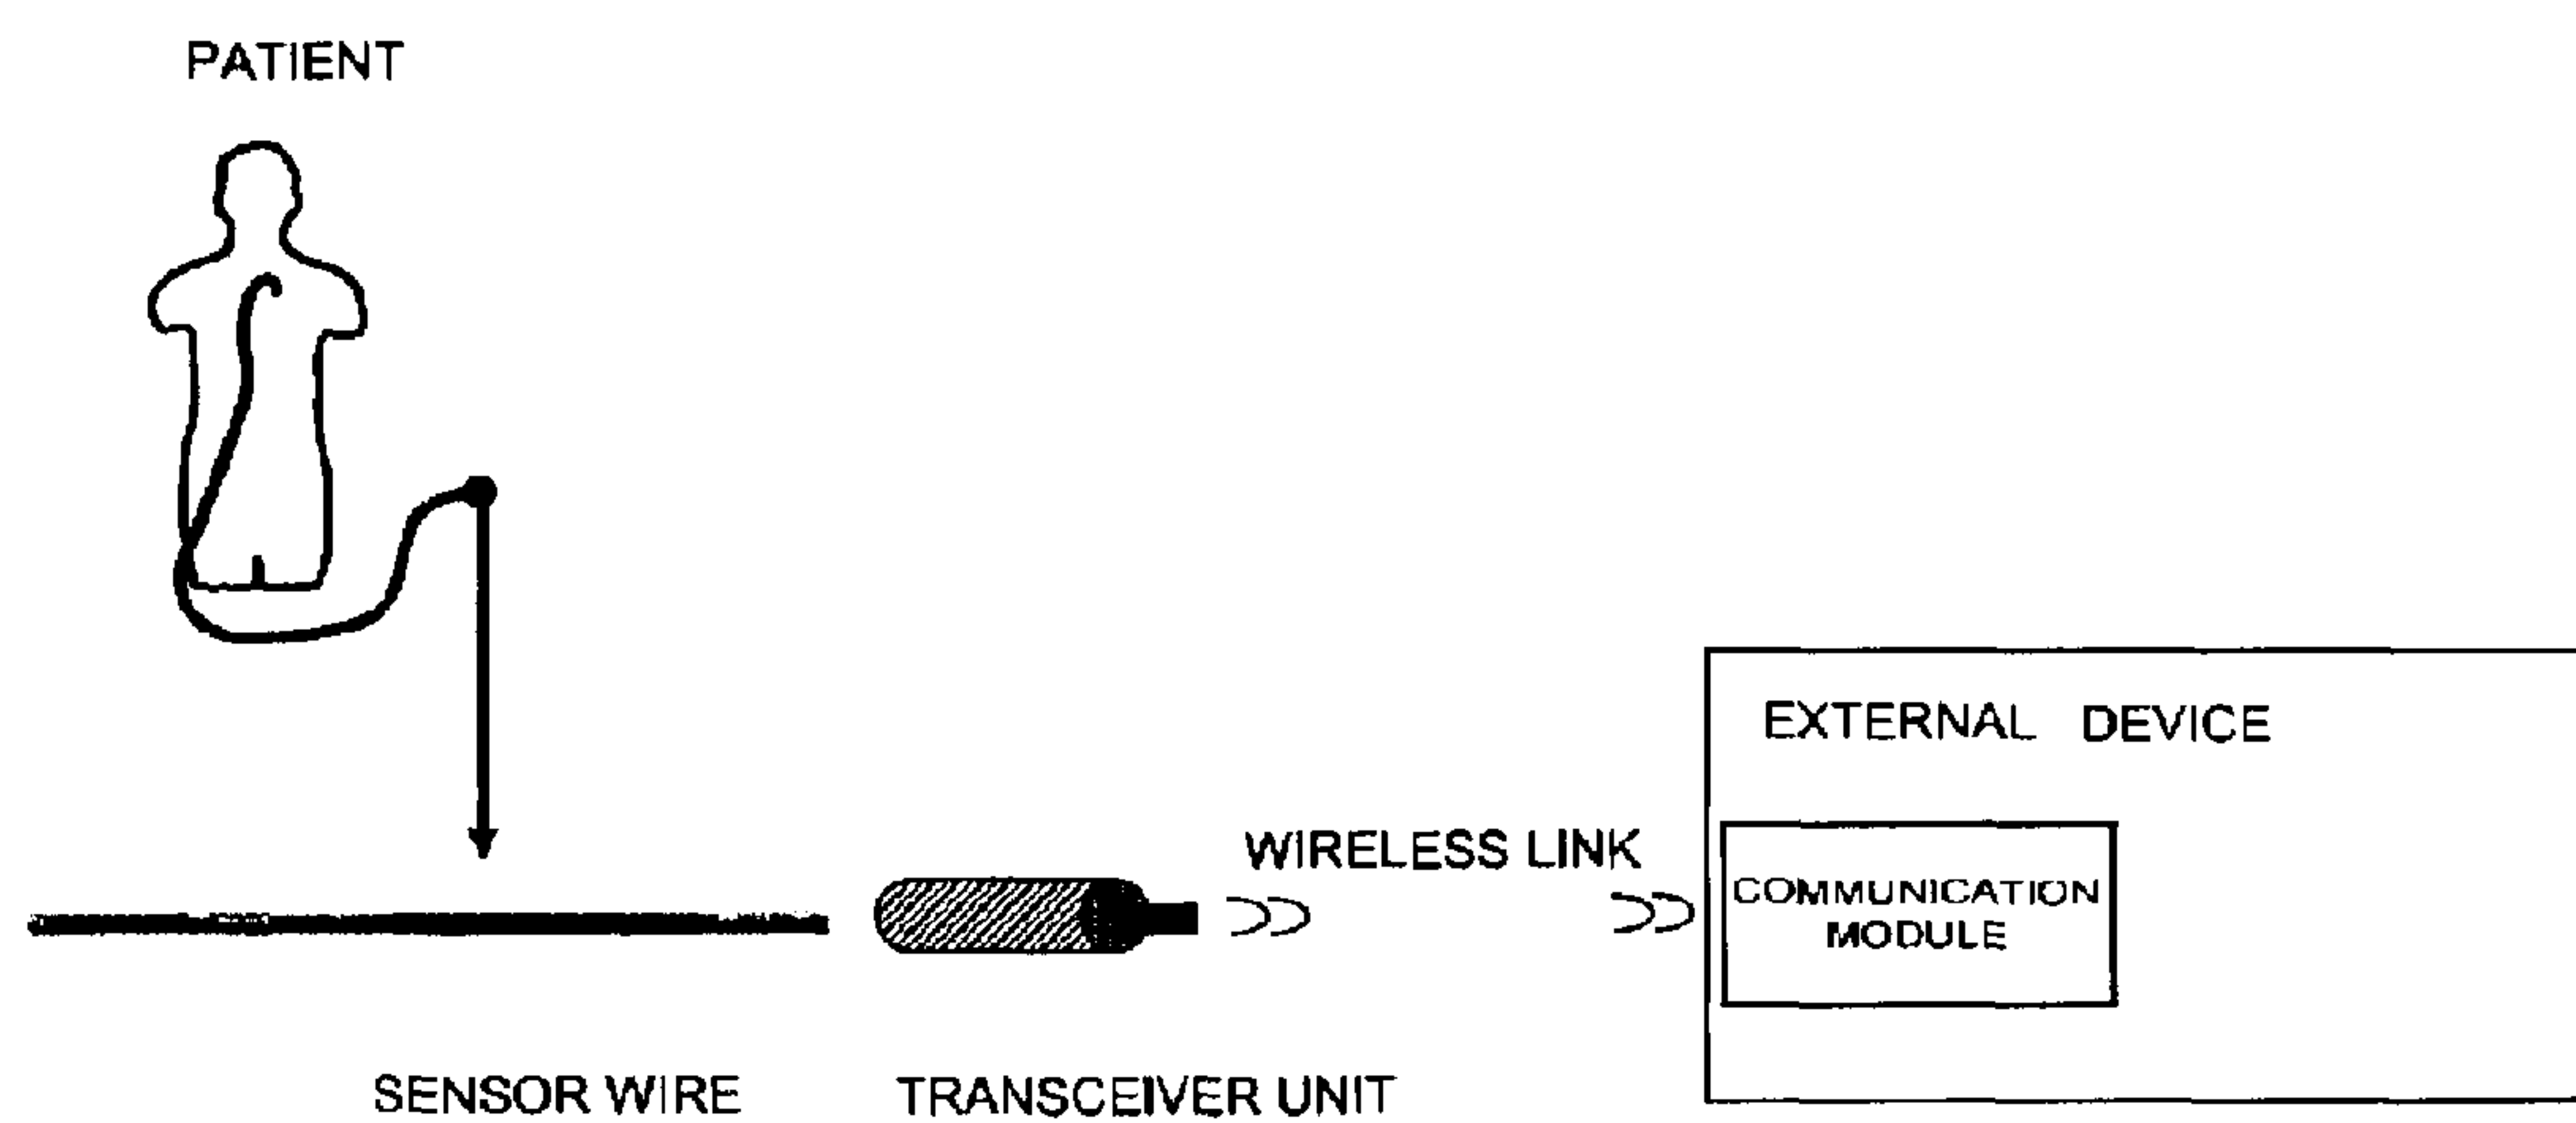 PATIENT
EXTERNAL DEVICE
WIRELESS LINK
COMMUNICATION
MODULE
SENSOR WIRE
TRANSCEIVER UNIT